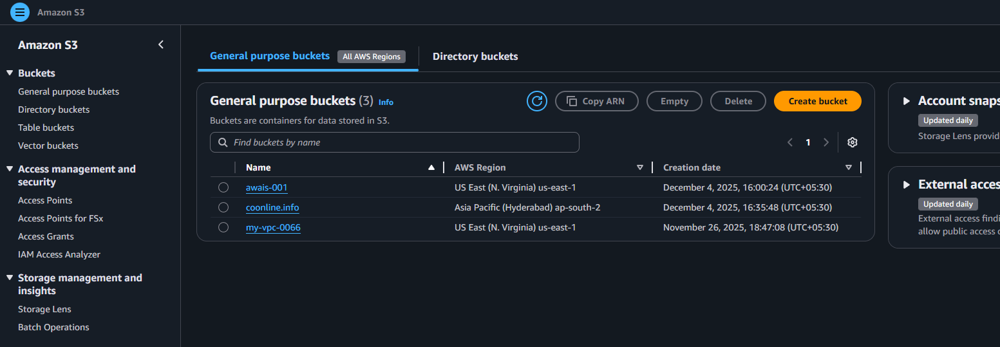 Amazon S3
Amazon S3
Buckets
General purpose buckets
Directory buckets
Table buckets
Vector buckets
Access management and
security
Access Points
Access Points for FSx
Access Grants
IAM Access Analyzer
Storage management and
insights
Storage Lens
Batch Operations
General purpose buckets All AWS Regions Directory buckets
General purpose buckets (3) Info Copy ARN Empty Delete Create bucket
Buckets are containers for data stored in S3.
Find buckets by name 1
Name AWS Region Creation date
awais-001 US East (N. Virginia) us-east-1 December 4, 2025, 16:00:24 (UTC+05:30)
coonline.info Asia Pacific (Hyderabad) ap-south-2 December 4, 2025, 16:35:48 (UTC+05:30)
my-vpc-0066 US East (N. Virginia) us-east-1 November 26, 2025, 18:47:08 (UTC+05:30)
Account snaps
Updated daily
Storage Lens provid
External acces
Updated daily
External access findi
allow public access